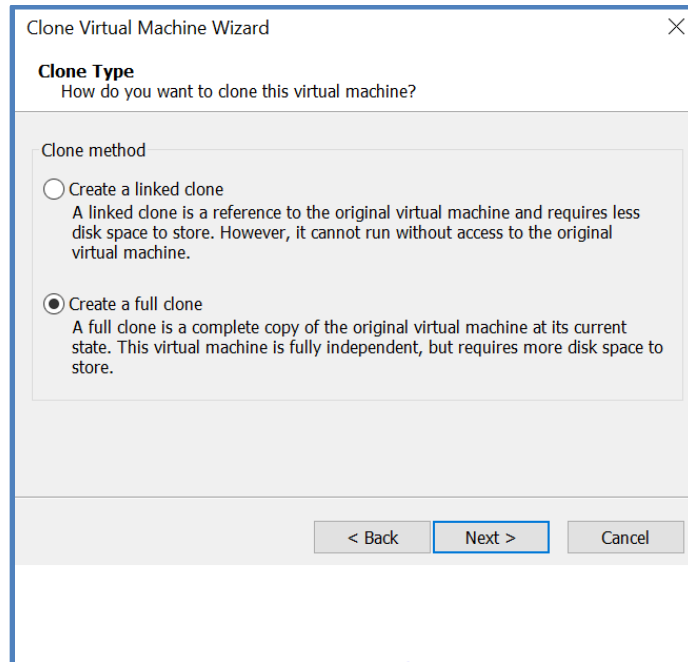 Clone Virtual Machine Wizard
Clone Type
How do you want to clone this virtual machine?
Clone method
Create a linked clone
A linked clone is a reference to the original virtual machine and requires less
disk space to store. However, it cannot run without access to the original
virtual machine.
Create a full clone
A full clone is a complete copy of the original virtual machine at its current
state. This virtual machine is fully independent, but requires more disk space to
store.
< Back Next > Cancel